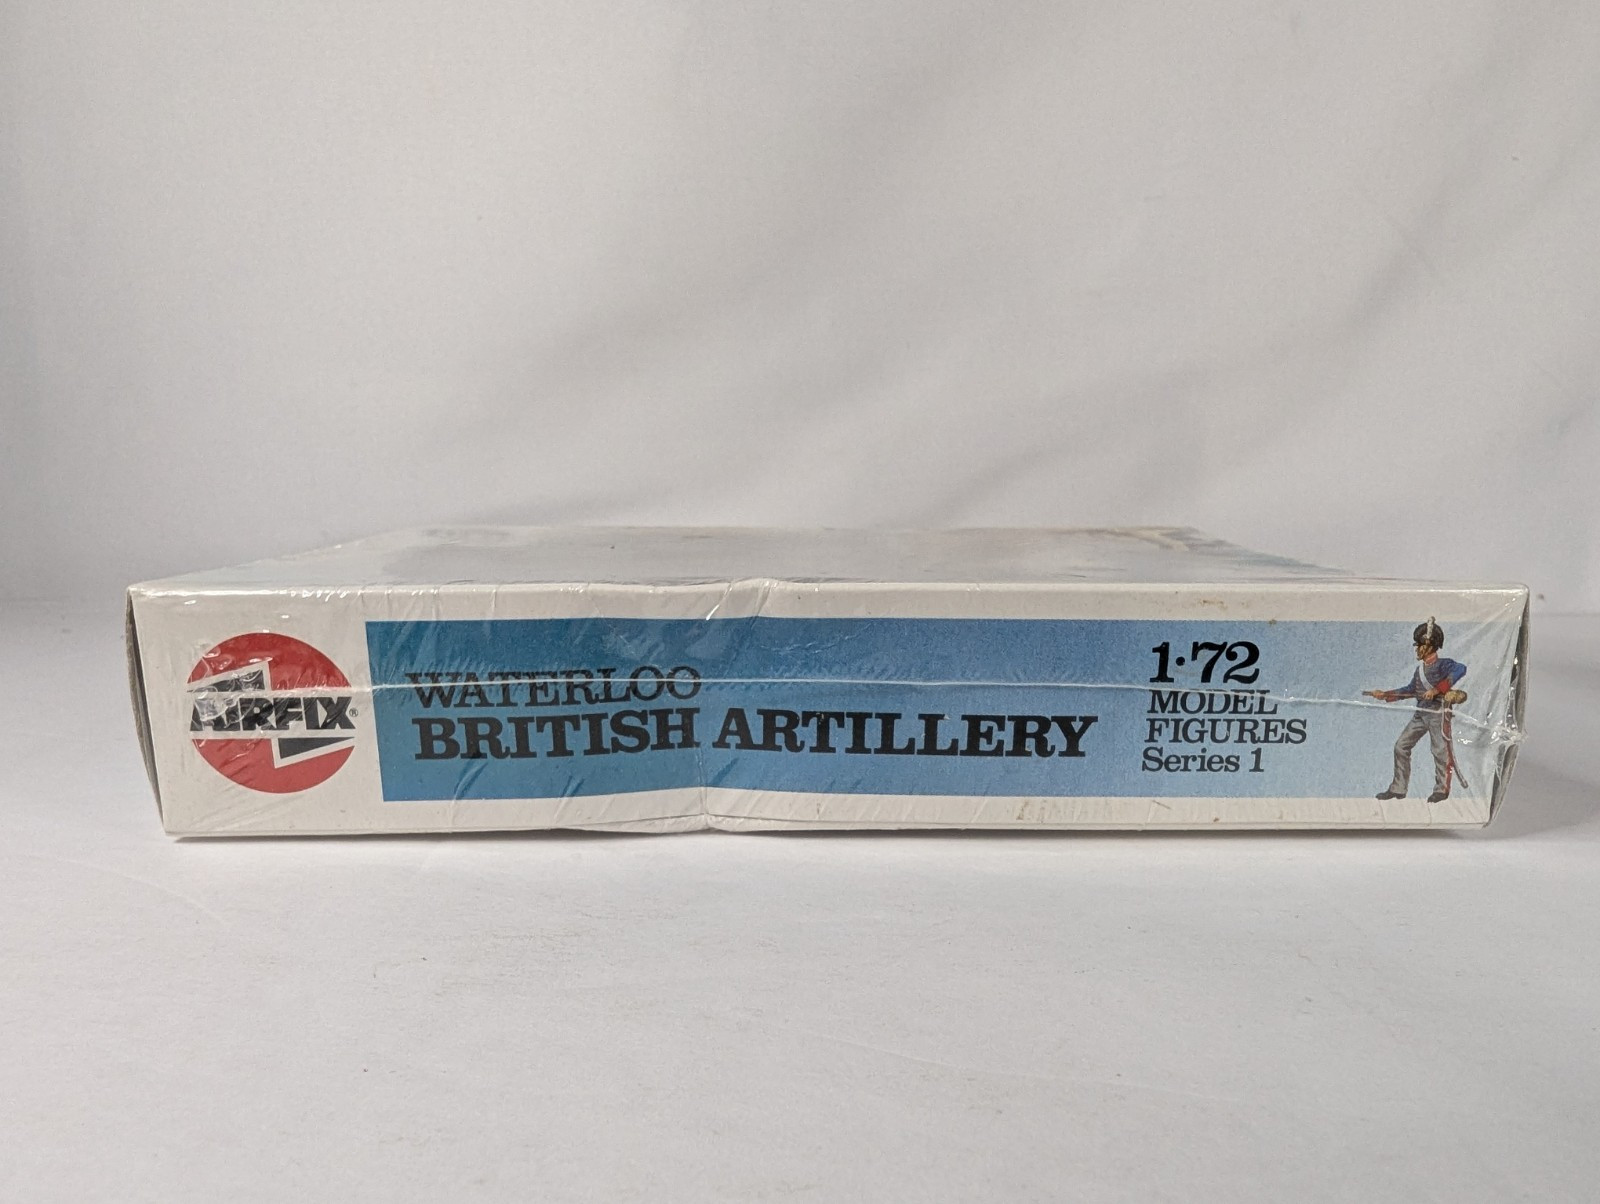 AIRFIX®
WATERLOO
BRITISH ARTILLERY
1·72
MODEL
FIGURES
Series 1